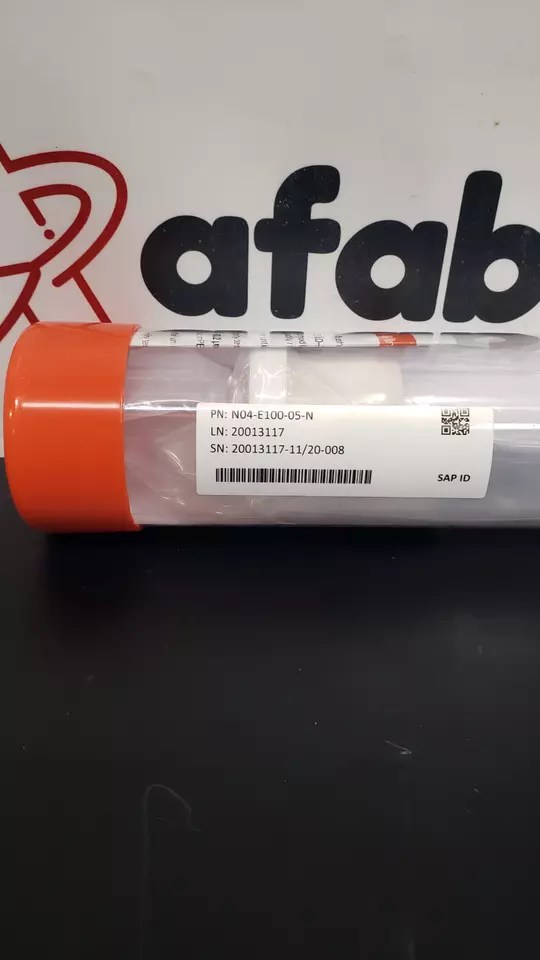 afab
PN: N04-E100-05-N
LN: 20013117
SN: 20013117-11/20-008
SAP ID